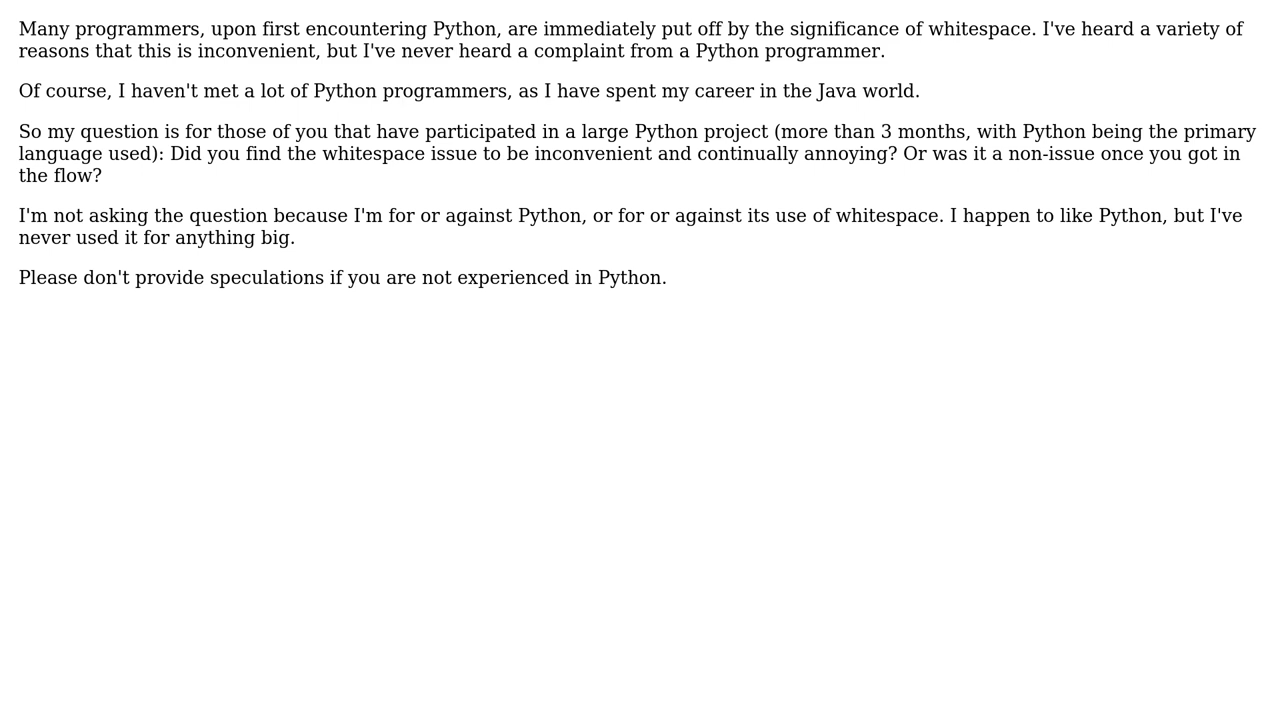 Many programmers, upon first encountering Python, are immediately put off by the significance of whitespace. I've heard a variety of
reasons that this is inconvenient, but I've never heard a complaint from a Python programmer.
Of course, I haven't met a lot of Python programmers, as I have spent my career in the Java world.
So my question is for those of you that have participated in a large Python project (more than 3 months, with Python being the primary
language used): Did you find the whitespace issue to be inconvenient and continually annoying? Or was it a non-issue once you got in
the flow?
I'm not asking the question because I'm for or against Python, or for or against its use of whitespace. I happen to like Python, but I've
never used it for anything big.
Please don't provide speculations if you are not experienced in Python.